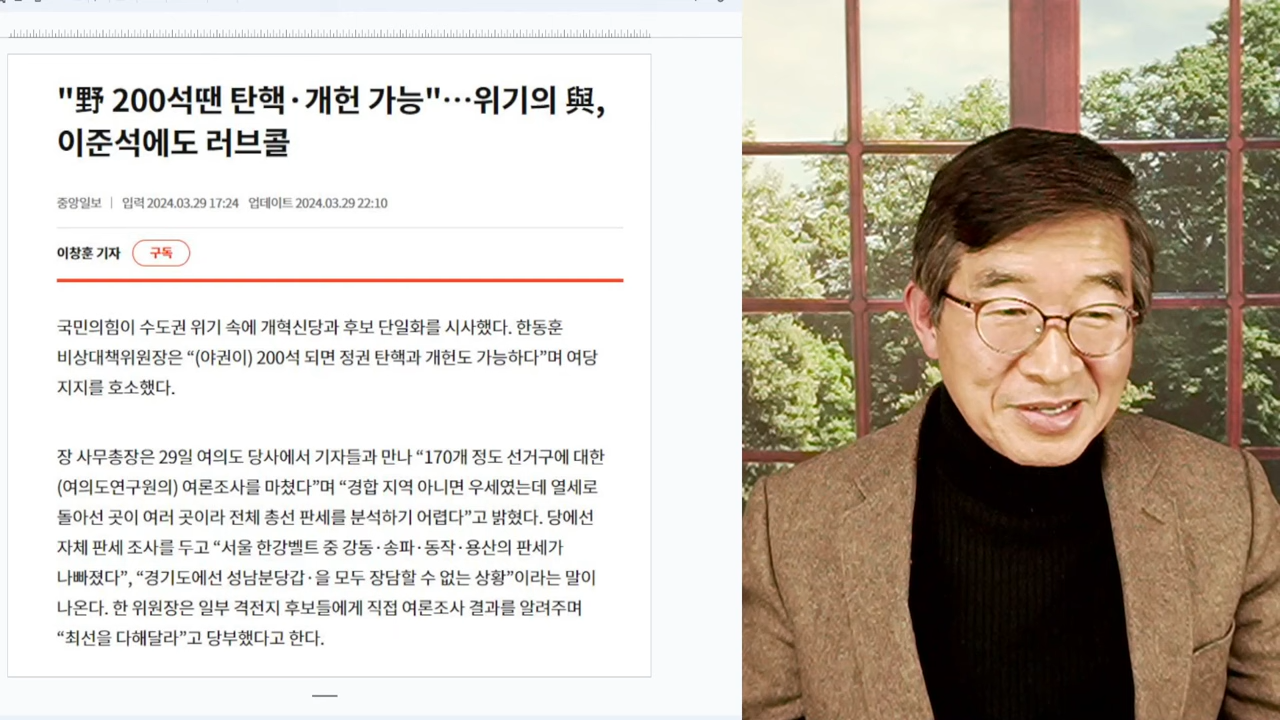 "野 200석땐 탄핵·개헌 가능"…위기의 與,
이준석에도 러브콜
중앙일보 | 입력 2024.03.29 17:24 업데이트 2024.03.29 22:10
이창훈 기자 구독
국민의힘이 수도권 위기 속에 개혁신당과 후보 단일화를 시사했다. 한동훈
비상대책위원장은 “(야권이) 200석 되면 정권 탄핵과 개헌도 가능하다”며 여당
지지를 호소했다.
장 사무총장은 29일 여의도 당사에서 기자들과 만나 “170개 정도 선거구에 대한
(여의도연구원의) 여론조사를 마쳤다”며 “경합 지역 아니면 우세였는데 열세로
돌아선 곳이 여러 곳이라 전체 총선 판세를 분석하기 어렵다”고 밝혔다. 당에선
자체 판세 조사를 두고 “서울 한강벨트 중 강동·송파·동작·용산의 판세가
나빠졌다”, “경기도에선 성남분당갑·을 모두 장담할 수 없는 상황”이라는 말이
나온다. 한 위원장은 일부 격전지 후보들에게 직접 여론조사 결과를 알려주며
“최선을 다해달라”고 당부했다고 한다.